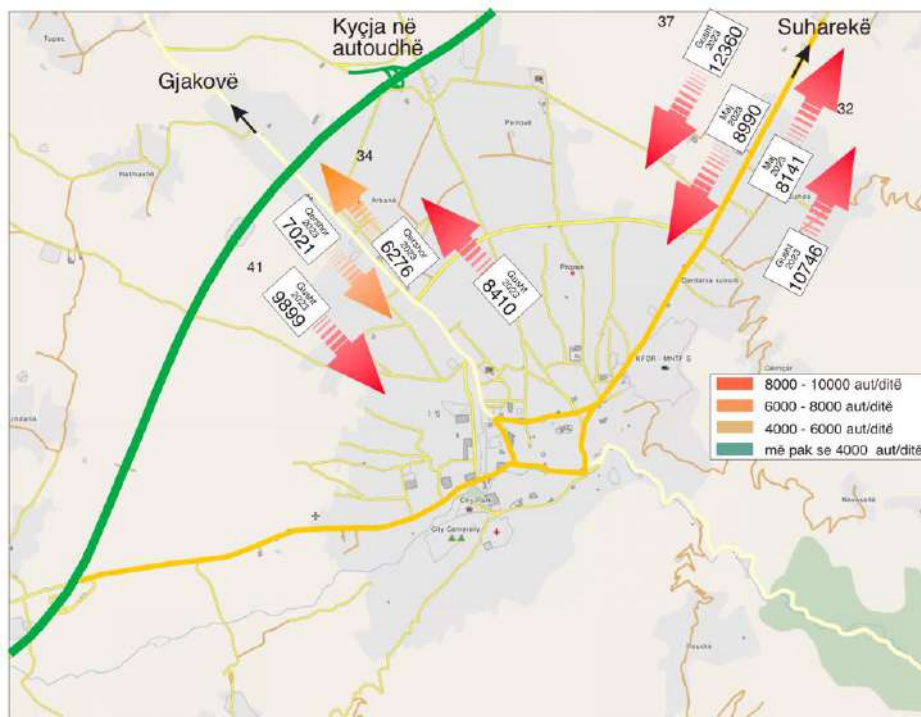 Kyçja në
autoudhë
37
Suharekë
Gusht
2023
12360
Gjakovë
Maj
2023
8990
32
34
Maj
2023
8141
Qershor
2023
7021
Qershor
2023
6276
41
Gusht
2023
8410
Gusht
2023
10746
Gusht
2023
9899
Arbanë
KFOR - MNTF S
City Park
City Cemetery
8000 - 10000 aut/ditë
6000 - 8000 aut/ditë
4000 - 6000 aut/ditë
më pak se 4000 aut/ditë